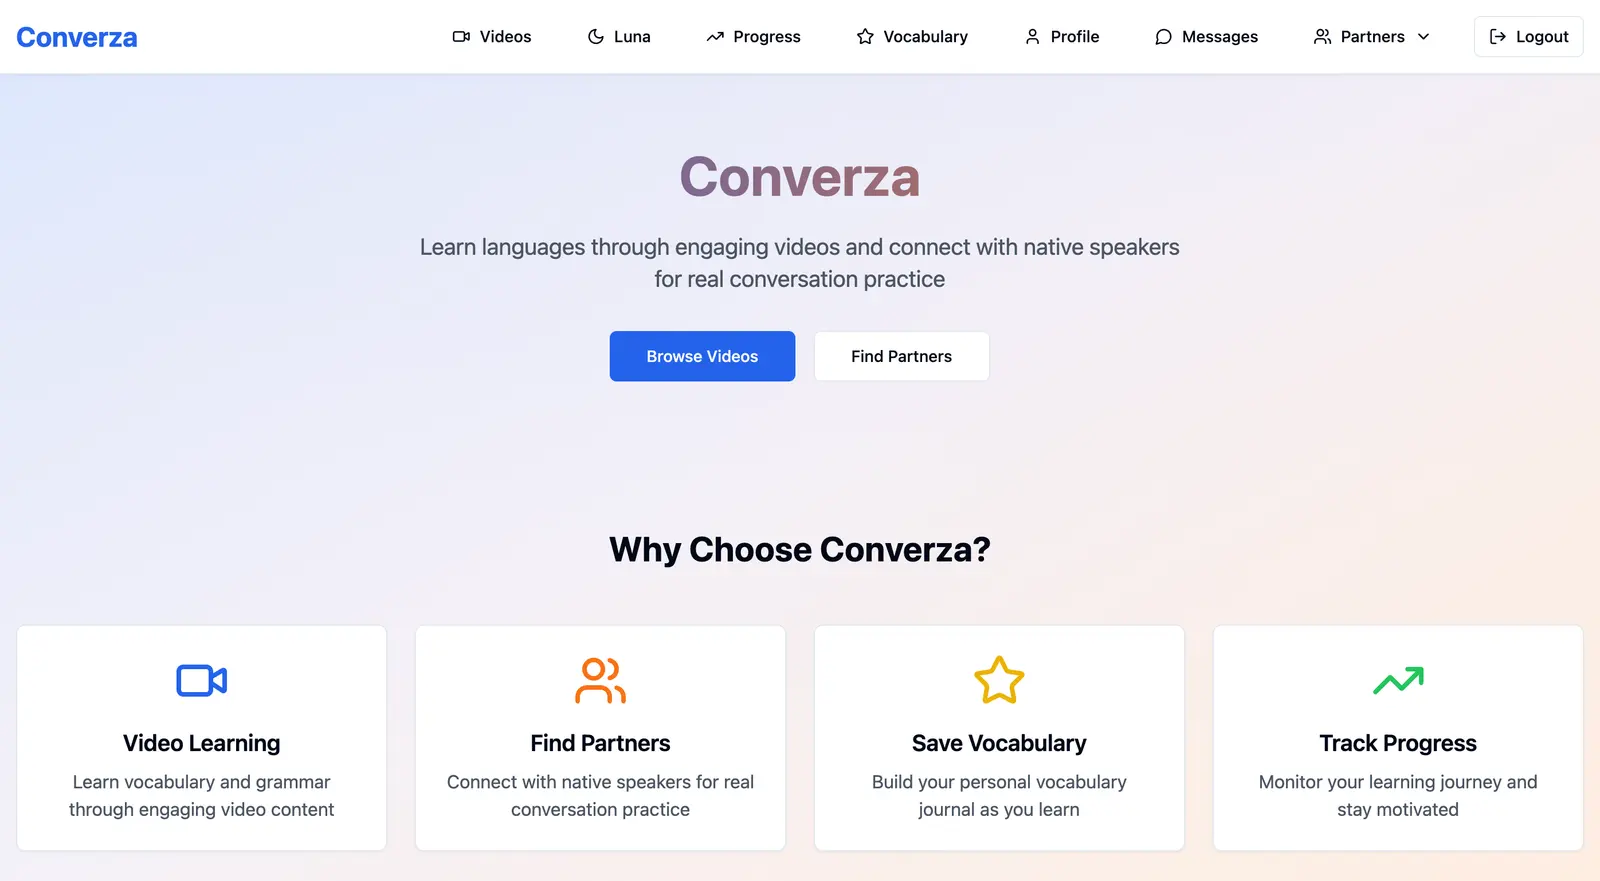 Converza
Videos
Luna
Progress
Vocabulary
Profile
Messages
Partners
Logout
Converza
Learn languages through engaging videos and connect with native speakers
for real conversation practice
Browse Videos
Find Partners
Why Choose Converza?
Video Learning
Learn vocabulary and grammar
through engaging video content
Find Partners
Connect with native speakers for real
conversation practice
Save Vocabulary
Build your personal vocabulary
journal as you learn
Track Progress
Monitor your learning journey and
stay motivated